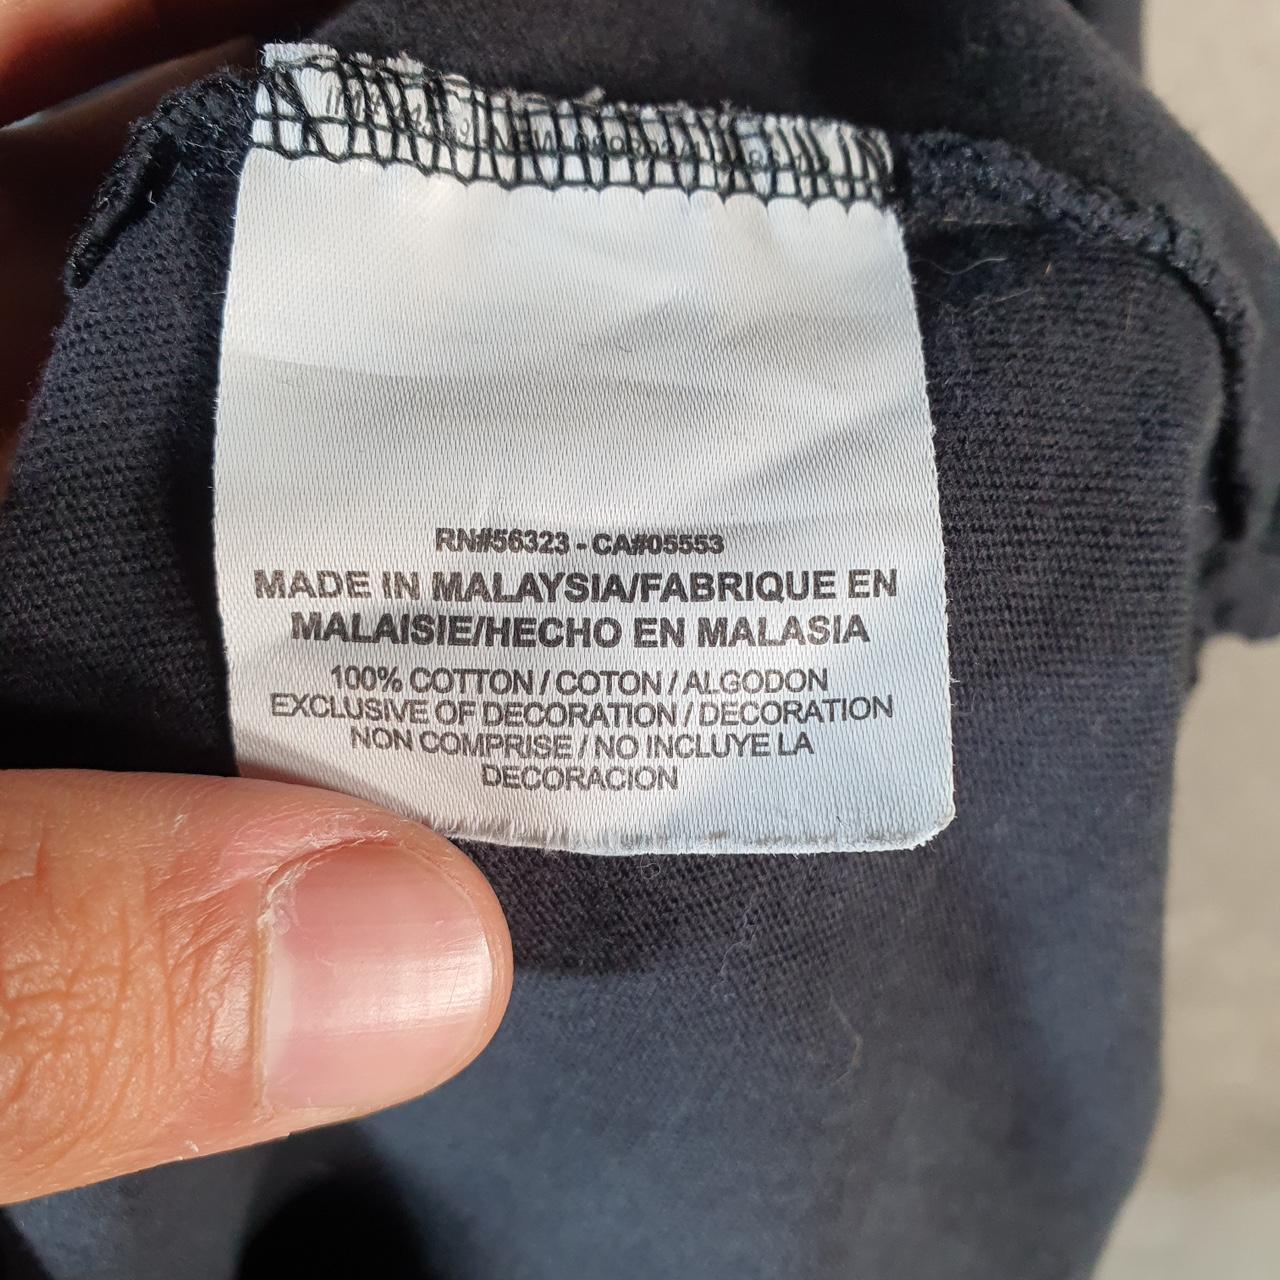 RN#56323 - CA#05553
MADE IN MALAYSIA/FABRIQUE EN
MALAISIE/HECHO EN MALASIA
100% COTTON / COTON / ALGODON
EXCLUSIVE OF DECORATION / DECORATION
NON COMPRISE / NO INCLUYE LA
DECORACION